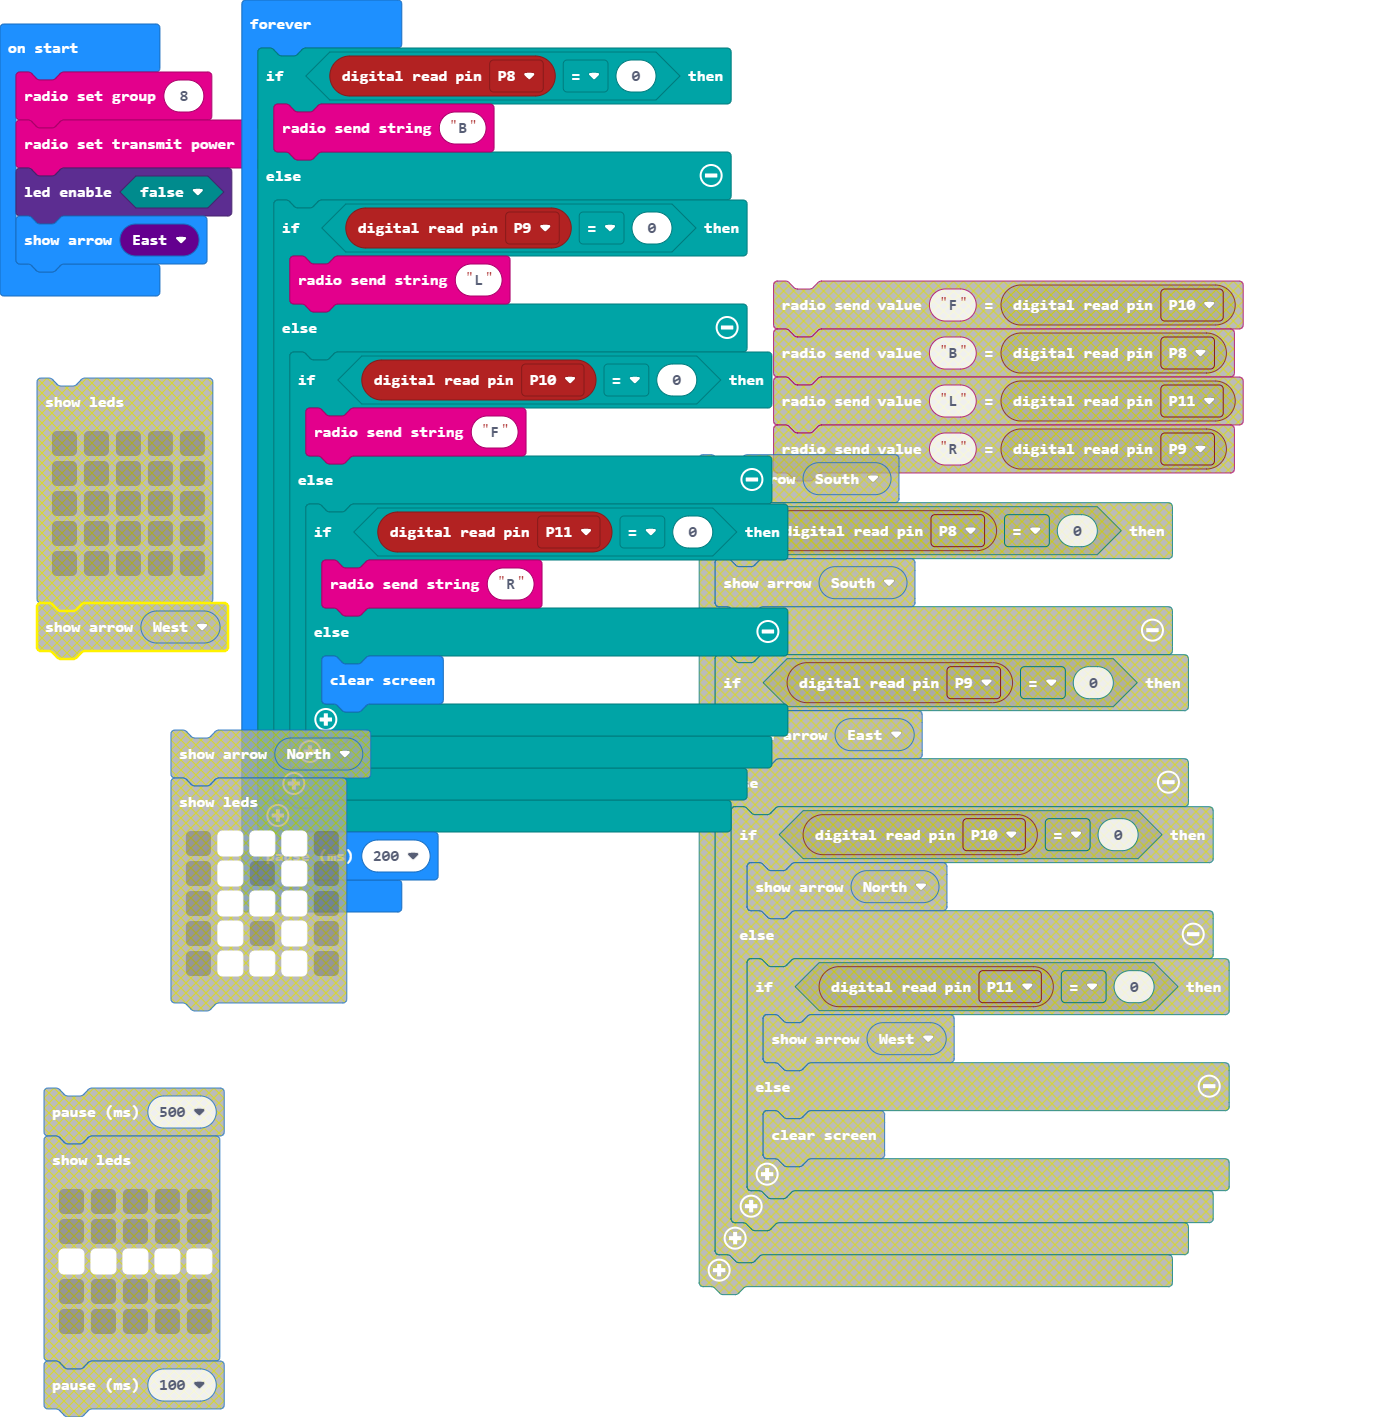 on start
radio set group 8
radio set transmit power
led enable false
show arrow East
forever
if digital read pin P8 = 0 then
radio send string "B"
else
if digital read pin P9 = 0 then
radio send string "L"
else
if digital read pin P10 = 0 then
radio send string "F"
else
if digital read pin P11 = 0 then
radio send string "R"
else
clear screen
pause (ms) 200
radio send value "F" = digital read pin P10
radio send value "B" = digital read pin P8
radio send value "L" = digital read pin P11
radio send value "R" = digital read pin P9
row South
digital read pin P8 = 0 then
show arrow South
if digital read pin P9 = 0 then
arrow East
e
if digital read pin P10 = 0 then
show arrow North
else
if digital read pin P11 = 0 then
show arrow West
else
clear screen
show leds
show arrow West
show arrow North
show leds
pause (ms) 500
show leds
pause (ms) 100